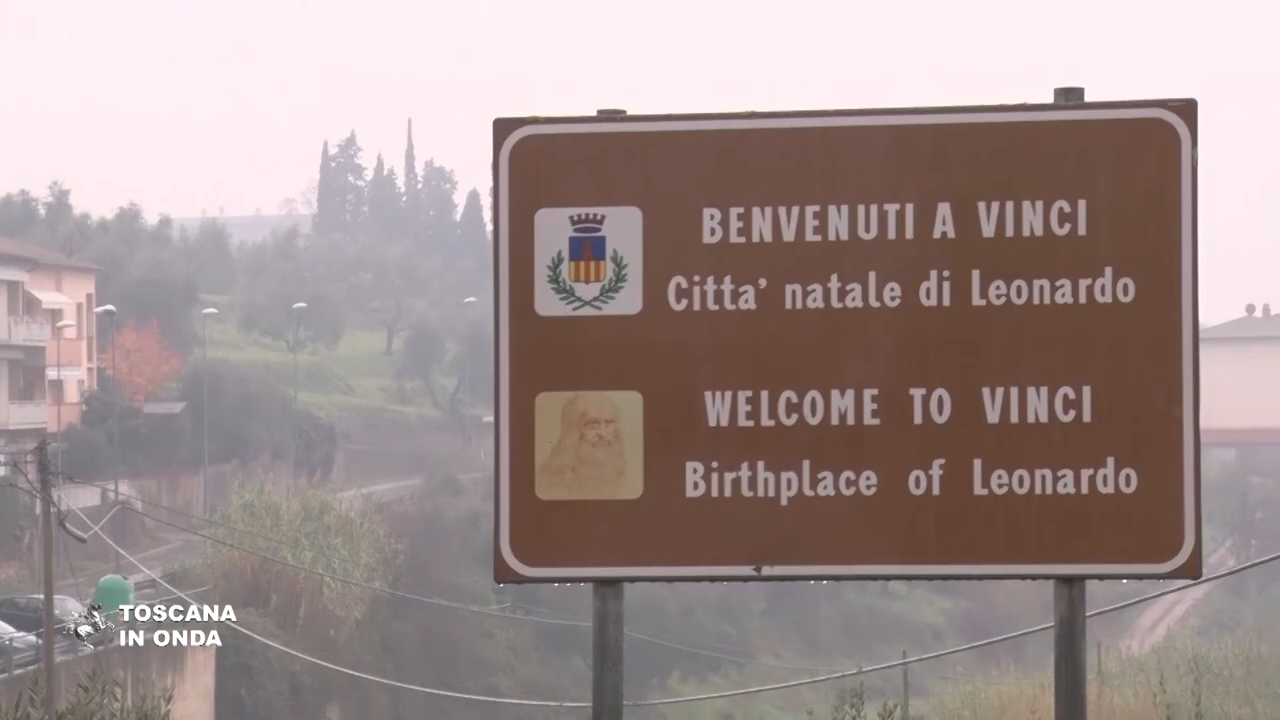 BENVENUTI A VINCI
Citta' natale di Leonardo
WELCOME TO VINCI
Birthplace of Leonardo
TOSCANA
IN ONDA